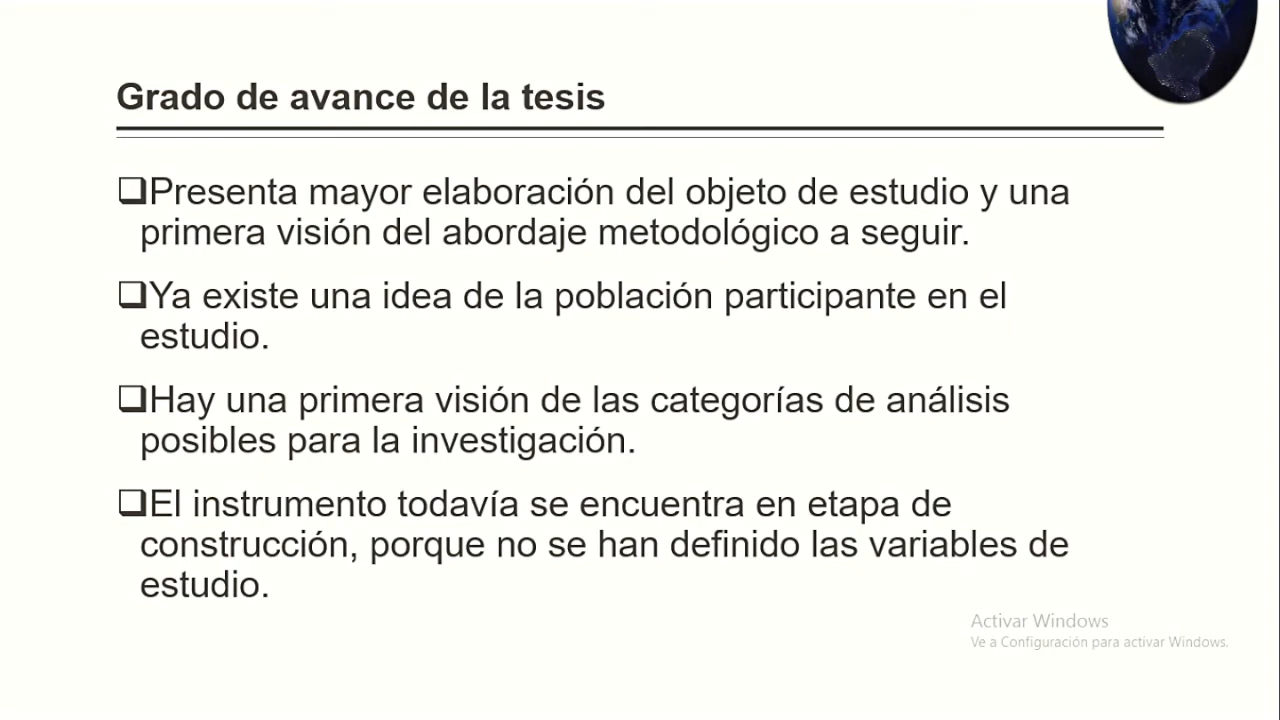 Grado de avance de la tesis
❑Presenta mayor elaboración del objeto de estudio y una
primera visión del abordaje metodológico a seguir.
❑Ya existe una idea de la población participante en el
estudio.
❑Hay una primera visión de las categorías de análisis
posibles para la investigación.
❑El instrumento todavía se encuentra en etapa de
construcción, porque no se han definido las variables de
estudio.
Activar Windows
Ve a Configuración para activar Windows.